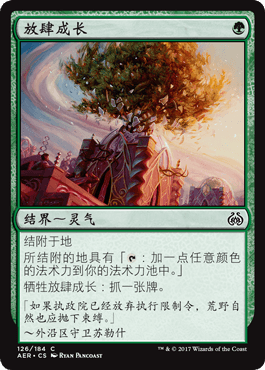 放肆成长
结界～灵气
结附于地
所结附的地具有「：加一点任意颜色
的法术力到你的法术力池中。」
牺牲放肆成长：抓一张牌。
「如果执政院已经放弃执行限制令，荒野自
然也应抛下束缚。」
～外沿区守卫苏勒什
126/184 C
AER • CS RYAN PANCOAST
™ & © 2017 Wizards of the Coast